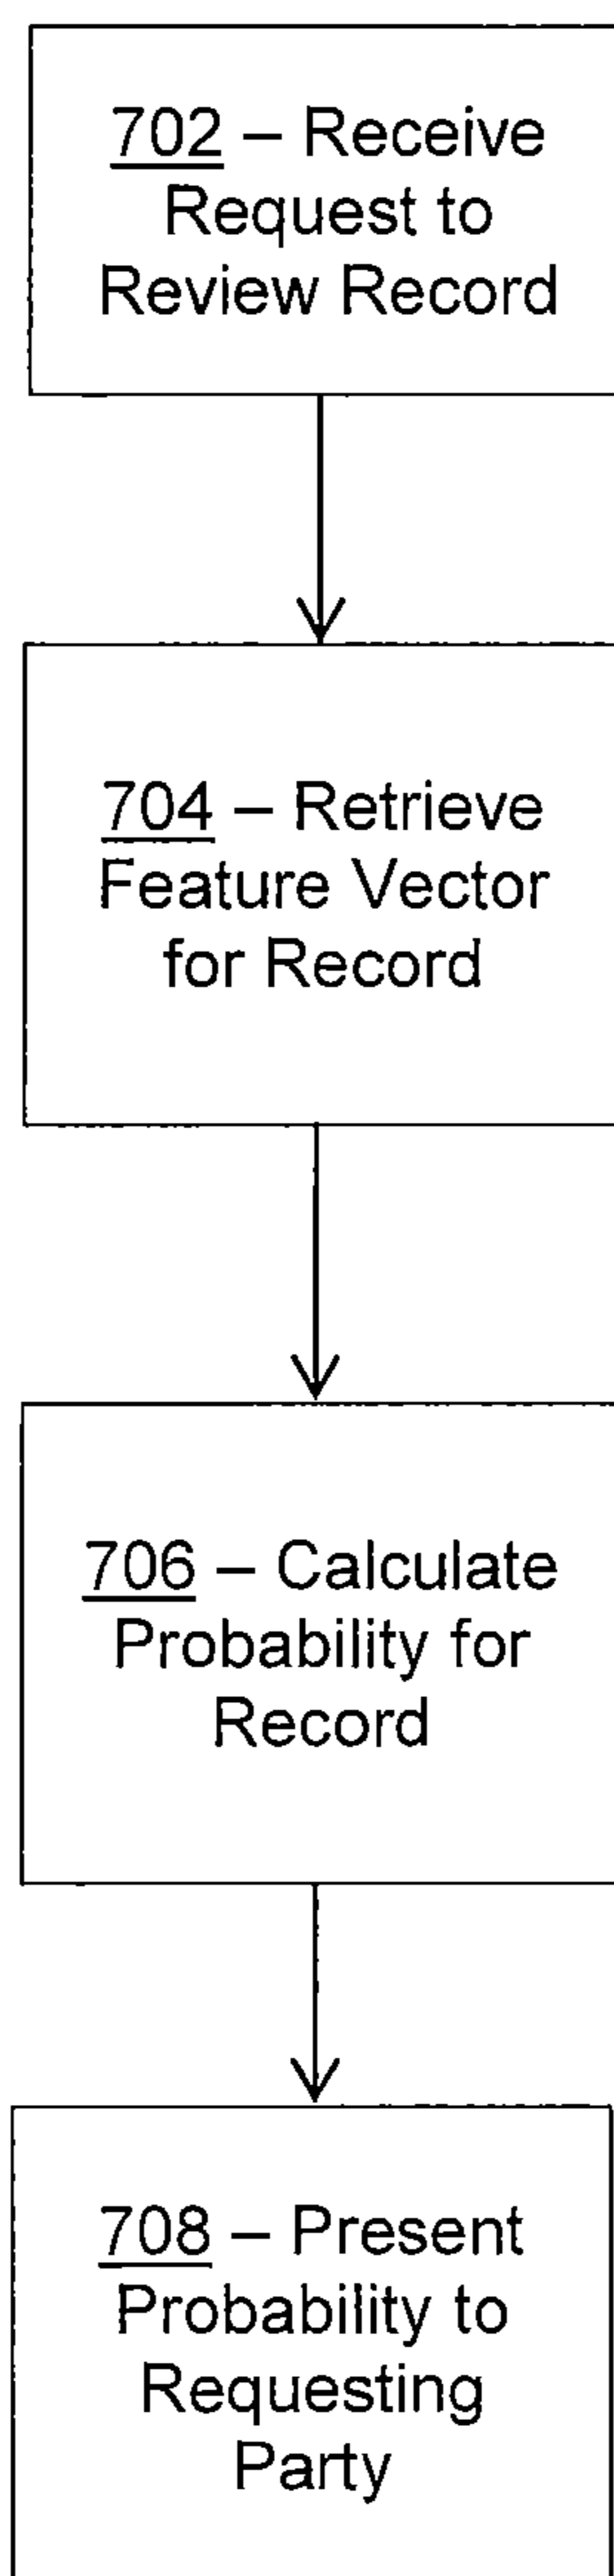 702 – Receive
Request to
Review Record
704 – Retrieve
Feature Vector
for Record
706 – Calculate
Probability for
Record
708 – Present
Probability to
Requesting
Party